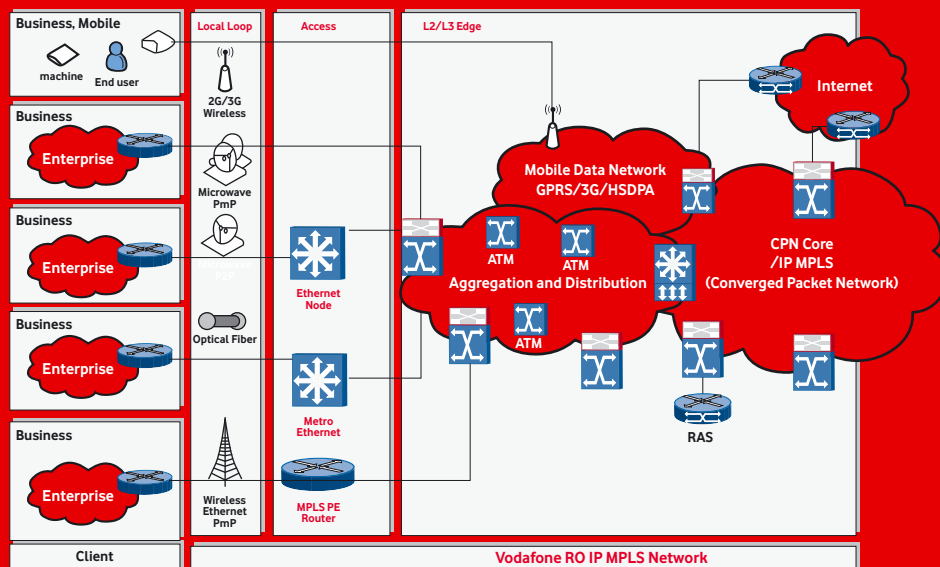 Business, Mobile
machine
End user
Business
Enterprise
Business
Enterprise
Business
Enterprise
Business
Enterprise
Client
Local Loop
2G/3G
Wireless
Microwave
PmP
Optical Fiber
Wireless
Ethernet
PmP
Access
Ethernet
Node
Metro
Ethernet
MPLS PE
Router
L2/L3 Edge
Internet
Mobile Data Network
GPRS/3G/HSDPA
ATM
ATM
Aggregation and Distribution
ATM
CPN Core
/IP MPLS
(Converged Packet Network)
RAS
Vodafone RO IP MPLS Network